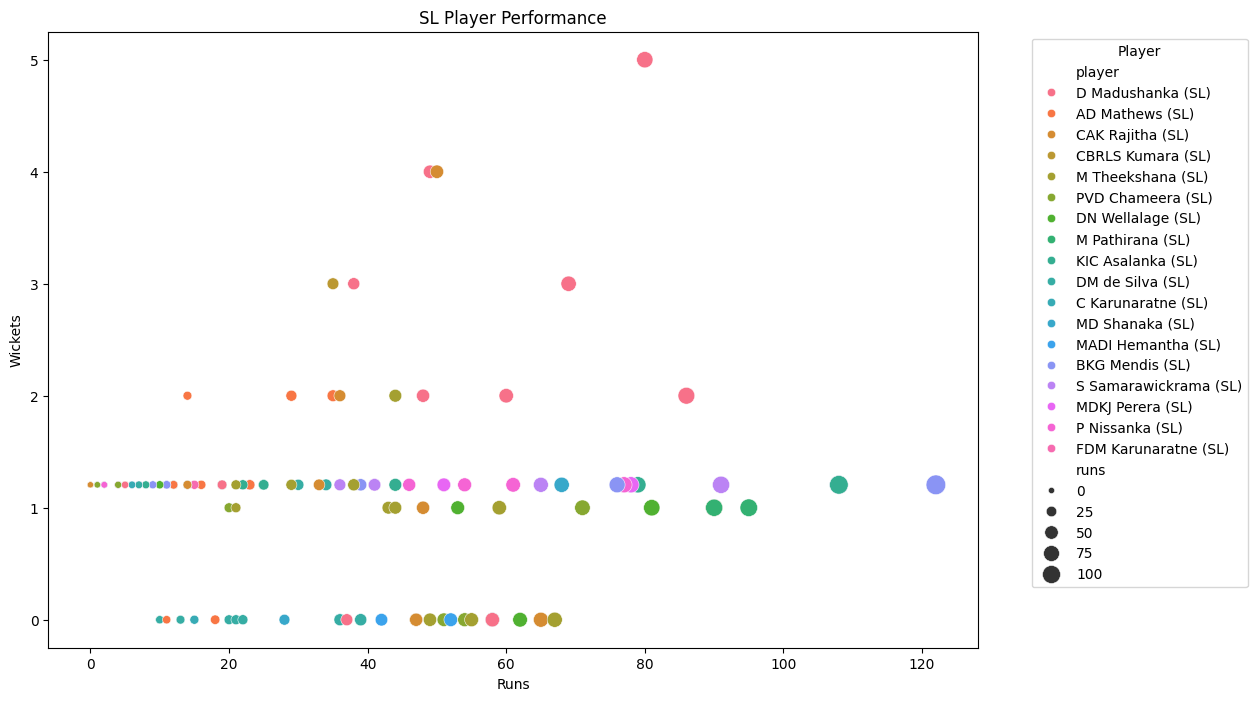 SL Player Performance
5
4
3
2
1
0
Wickets
0 20 40 60 80 100 120
Runs
Player
player
D Madushanka (SL)
AD Mathews (SL)
CAK Rajitha (SL)
CBRLS Kumara (SL)
M Theekshana (SL)
PVD Chameera (SL)
DN Wellalage (SL)
M Pathirana (SL)
KIC Asalanka (SL)
DM de Silva (SL)
C Karunaratne (SL)
MD Shanaka (SL)
MADI Hemantha (SL)
BKG Mendis (SL)
S Samarawickrama (SL)
MDKJ Perera (SL)
P Nissanka (SL)
FDM Karunaratne (SL)
runs
0
25
50
75
100